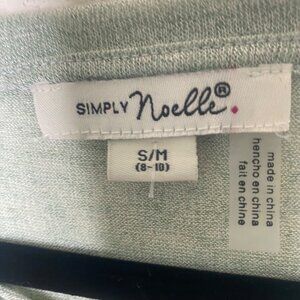 SIMPLY Noelle®
S/M
(8-10)
made in china
hencho en china
fait en chine